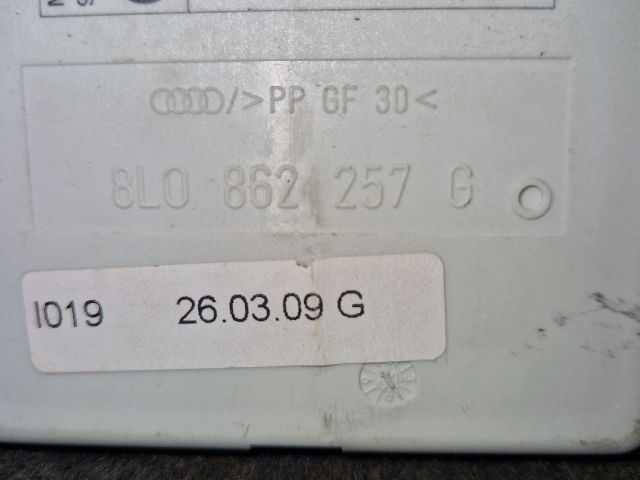 />PP GF 30<
8L0 862 257 G
I019 26.03.09 G